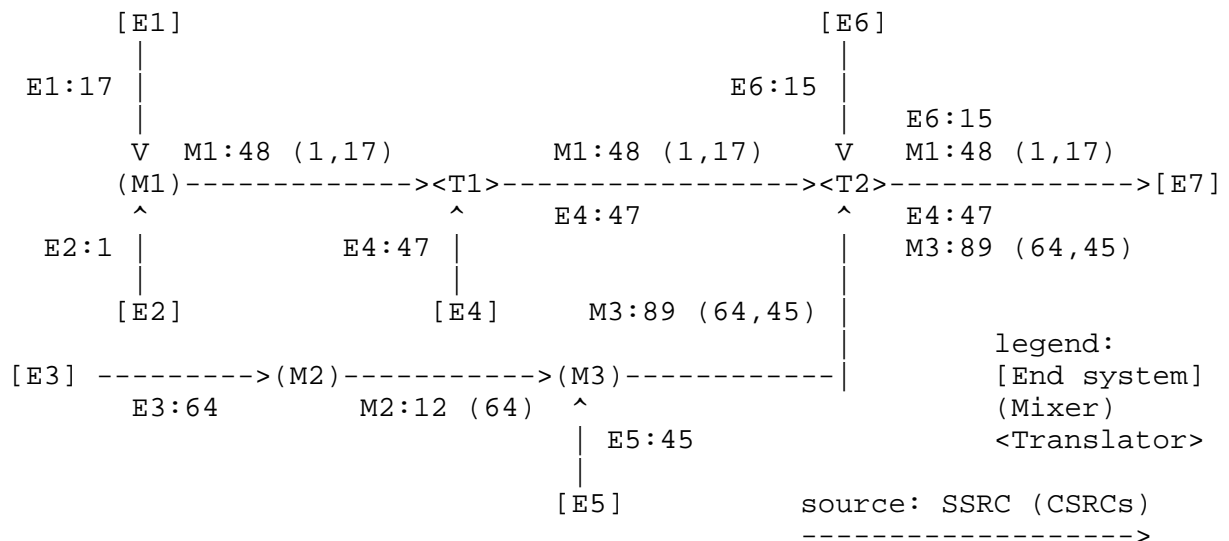 [E1]                                    [E6]
 |                                       |
E1:17 |                                 E6:15 |
 |                                       |   E6:15
 V  M1:48 (1,17)         M1:48 (1,17)    V   M1:48 (1,17)
(M1)-------------><T1>-----------------><T2>-------------->[E7]
 ^                 ^     E4:47           ^   E4:47
E2:1 |           E4:47 |                 |   M3:89 (64,45)
 |                 |                     |
[E2]              [E4]     M3:89 (64,45) |
                                         |        legend:
[E3] --------->(M2)----------->(M3)------------|        [End system]
E3:64        M2:12 (64)  ^                        (Mixer)
                         | E5:45                  <Translator>
                         |
                        [E5]          source: SSRC (CSRCs)
                                      ------------------->